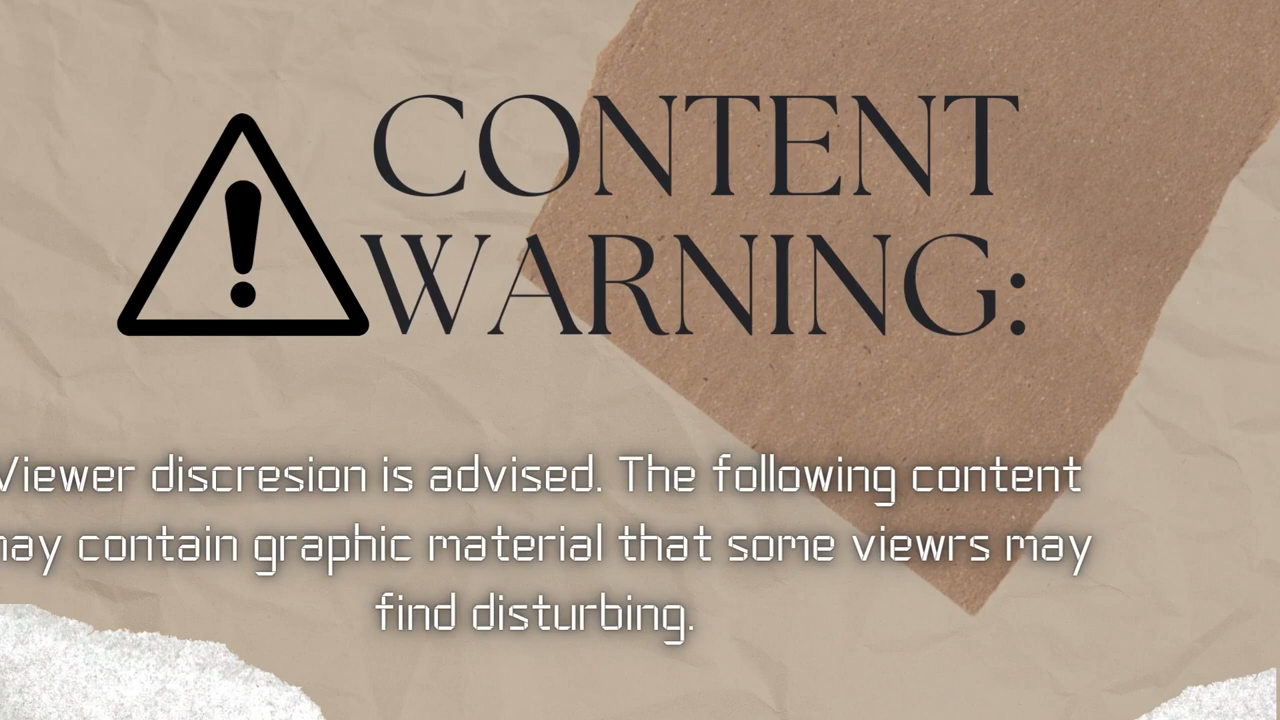 CONTENT
WARNING:
Viewer discresion is advised. The following content
may contain graphic material that some viewrs may
find disturbing.